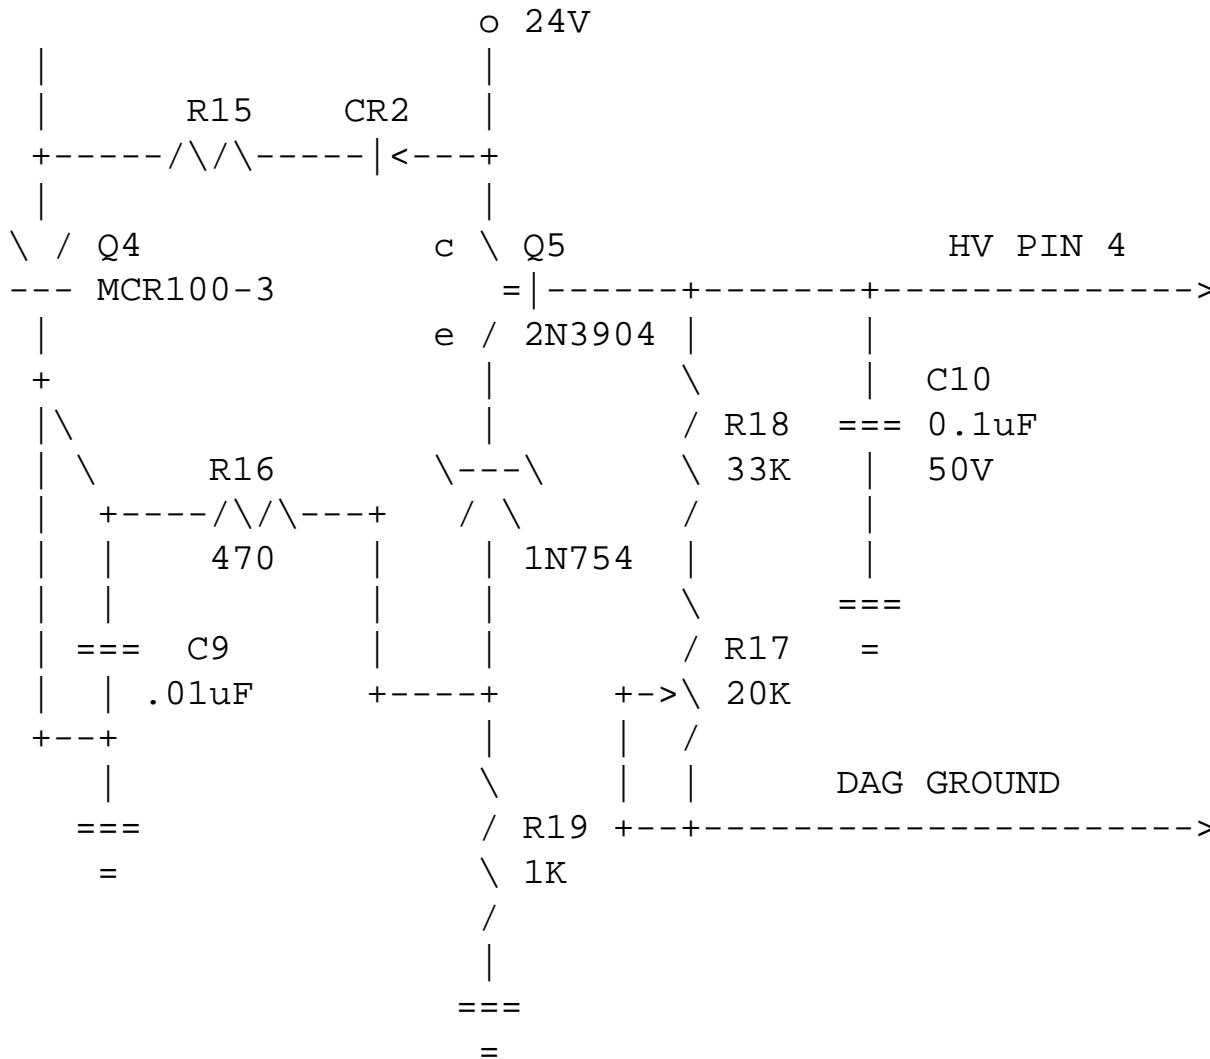 o 24V
R15 CR2
Q4 c Q5 HV PIN 4
MCR100-3
e 2N3904
C10
R18 0.1uF
R16 33K 50V
470 1N754
C9 R17
.01uF 20K
DAG GROUND
R19
1K